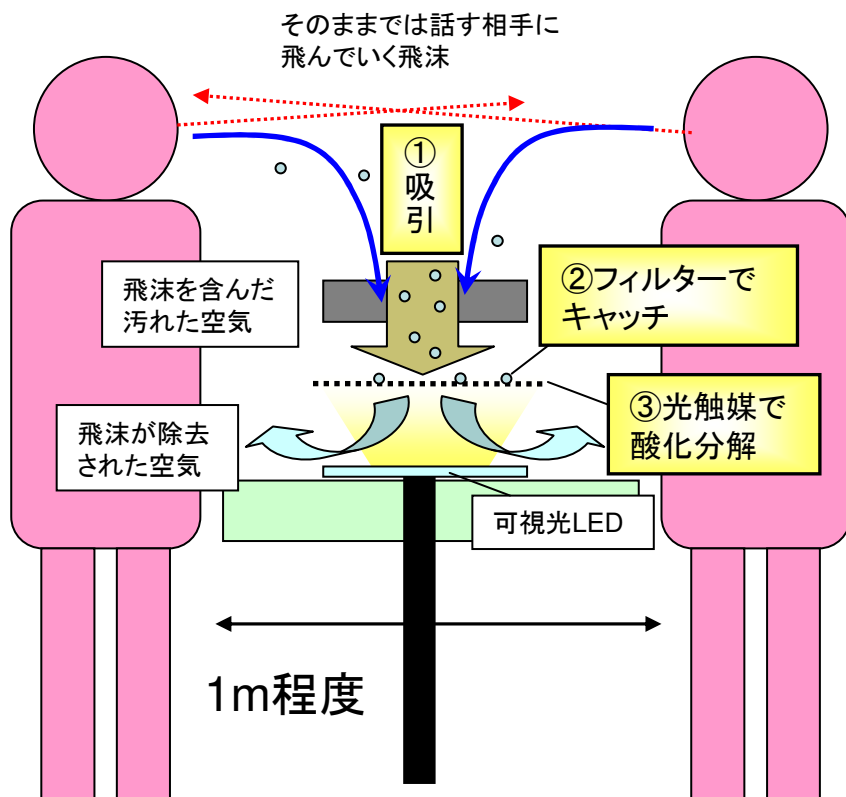 そのままでは話す相手に
飛んでいく飛沫
①
吸
引
飛沫を含んだ
汚れた空気
②フィルターで
キャッチ
③光触媒で
酸化分解
飛沫が除去
された空気
可視光LED
1m程度